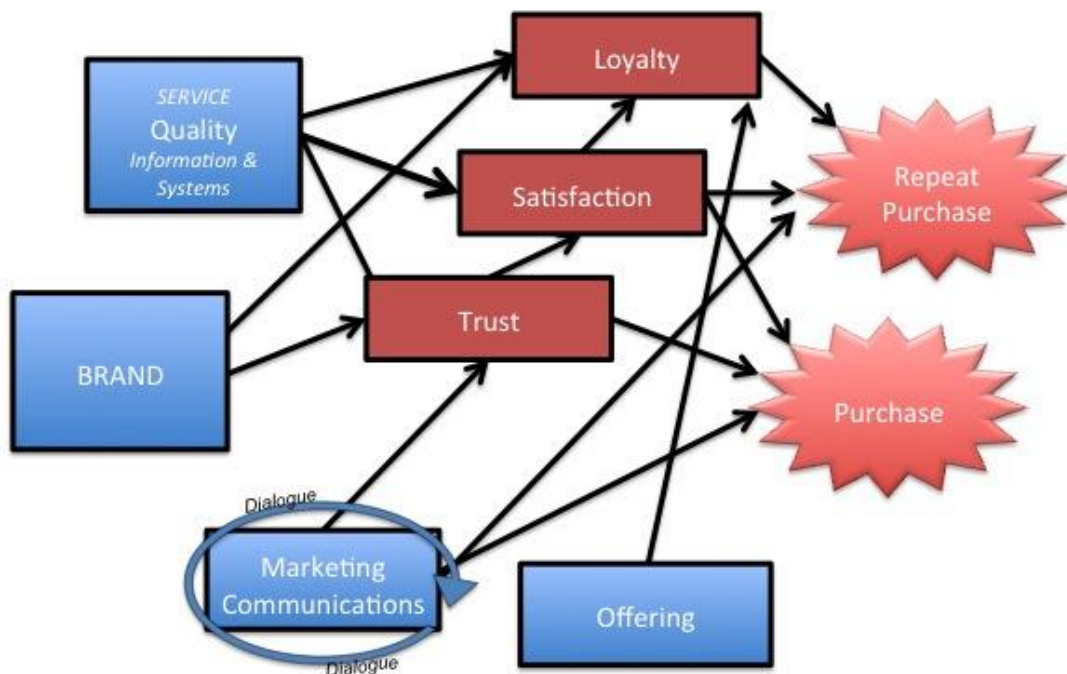 Loyalty
SERVICE
Quality
Information &
Systems
Repeat
Purchase
Satisfaction
Trust
BRAND
Purchase
Dialogue
Marketing
Communications
Offering
Dialogue